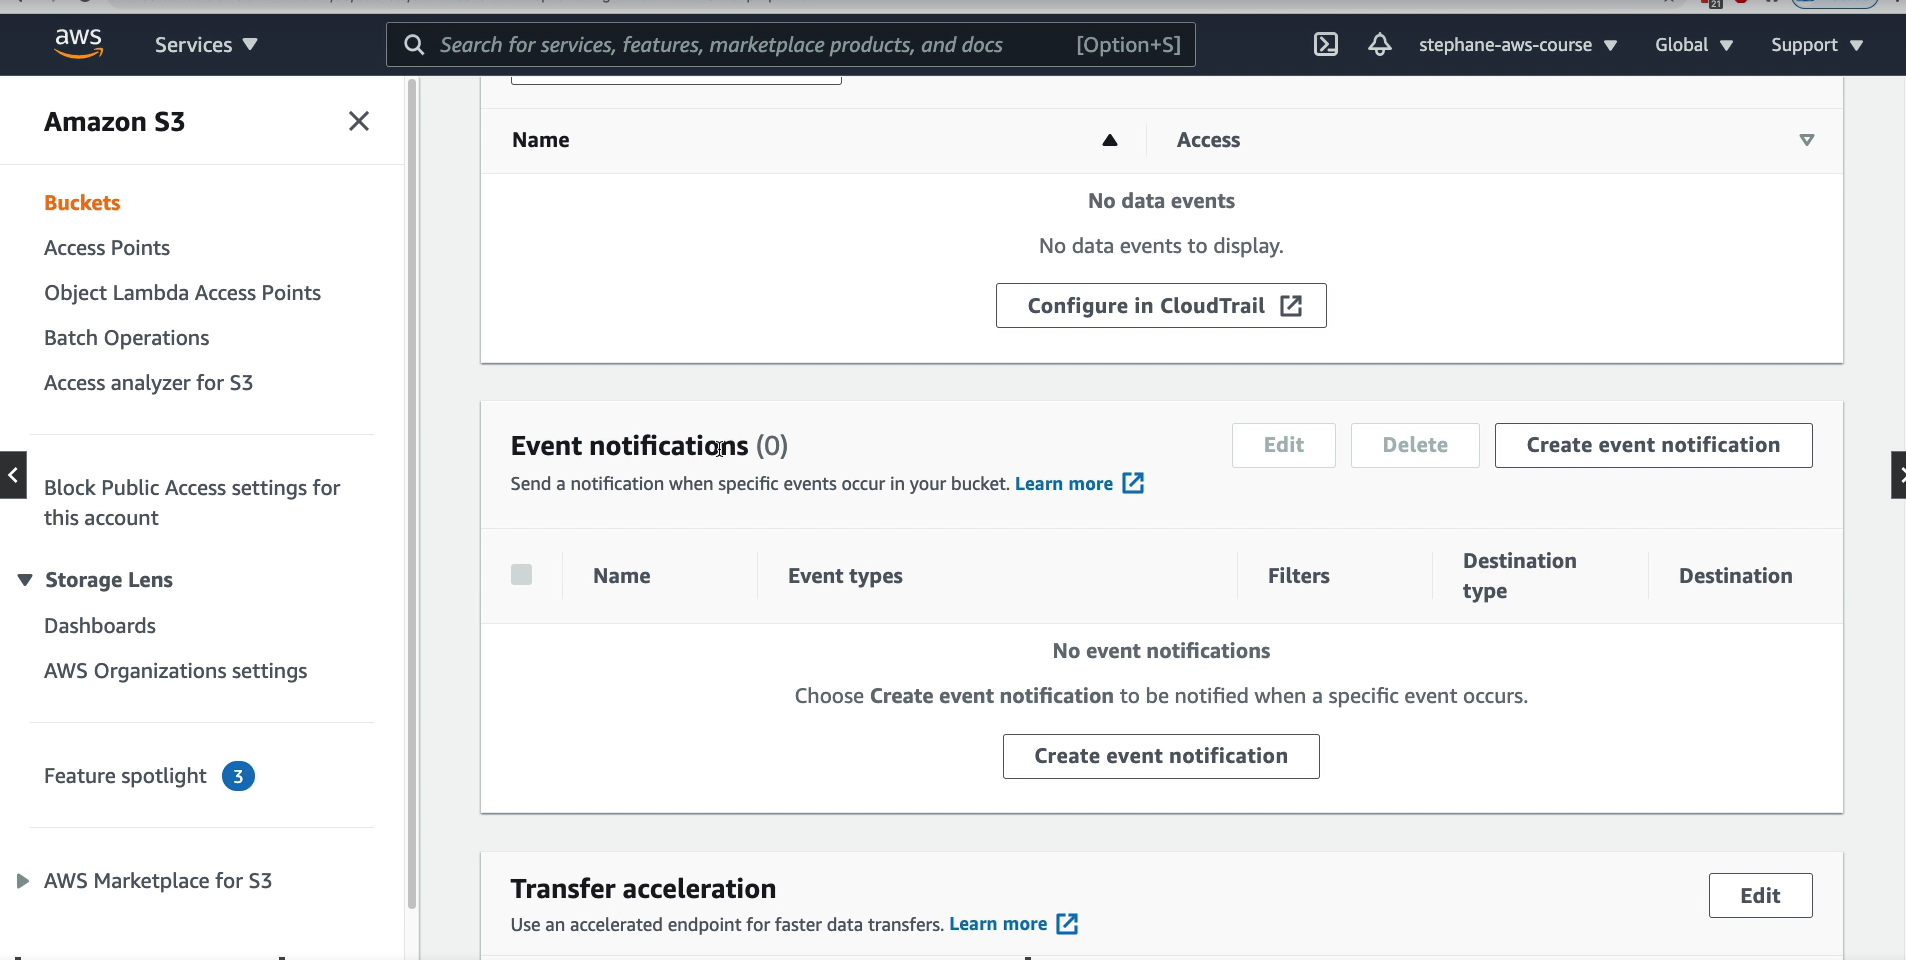 21
aws
Services
Search for services, features, marketplace products, and docs
[Option+S]
stephane-aws-course
Global
Support
Amazon S3
Buckets
Access Points
Object Lambda Access Points
Batch Operations
Access analyzer for S3
Block Public Access settings for
this account
Storage Lens
Dashboards
AWS Organizations settings
Feature spotlight 3
AWS Marketplace for S3
Name
Access
No data events
No data events to display.
Configure in CloudTrail
Event notifications (0)
Edit
Delete
Create event notification
Send a notification when specific events occur in your bucket. Learn more
Name
Event types
Filters
Destination
type
Destination
No event notifications
Choose Create event notification to be notified when a specific event occurs.
Create event notification
Transfer acceleration
Edit
Use an accelerated endpoint for faster data transfers. Learn more